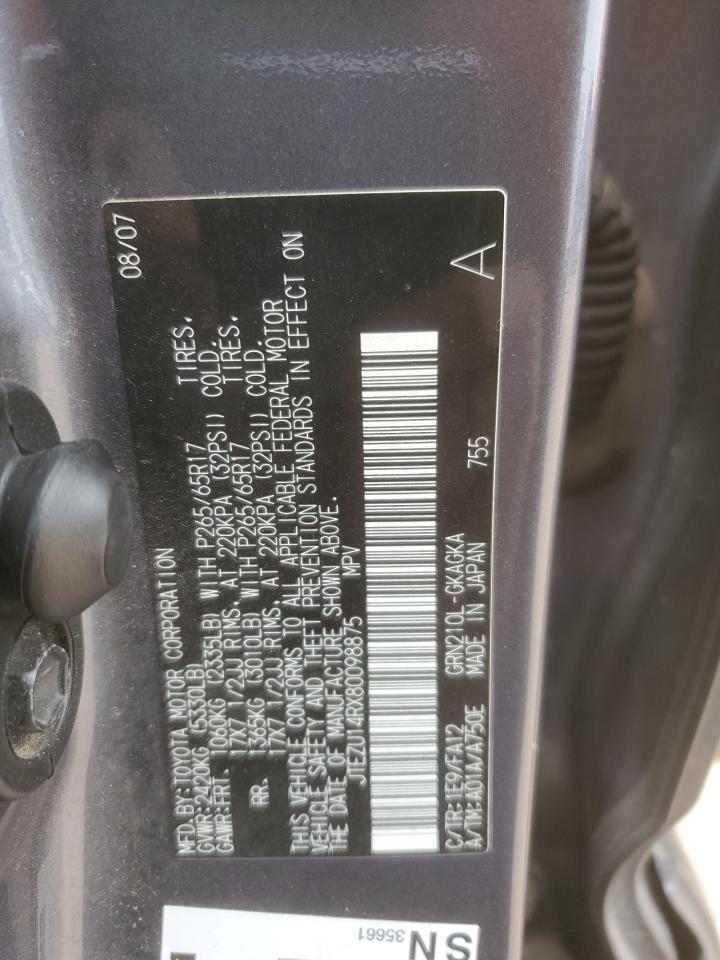 MFD.BY:TOYOTA MOTOR CORPORATION 08/07
GVWR:2420KG (5330LB)
GAWR:FRT. 1060KG (2335LB) WITH P265/65R17 TIRES.
17X7 1/2JJ RIMS. AT 220KPA (32PSI) COLD.
RR. 1365KG (3010LB) WITH P265/65R17 TIRES.
17X7 1/2JJ RIMS. AT 220KPA (32PSI) COLD.
THIS VEHICLE CONFORMS TO ALL APPLICABLE FEDERAL MOTOR
VEHICLE SAFETY AND THEFT PREVENTION STANDARDS IN EFFECT ON
THE DATE OF MANUFACTURE SHOWN ABOVE.
JTEZU14RX80098875 MPV
C/TR:1E9/FA12 GRN210L-GKAGKA
A/TM:A01A/A750E MADE IN JAPAN 755 A
35661
SN